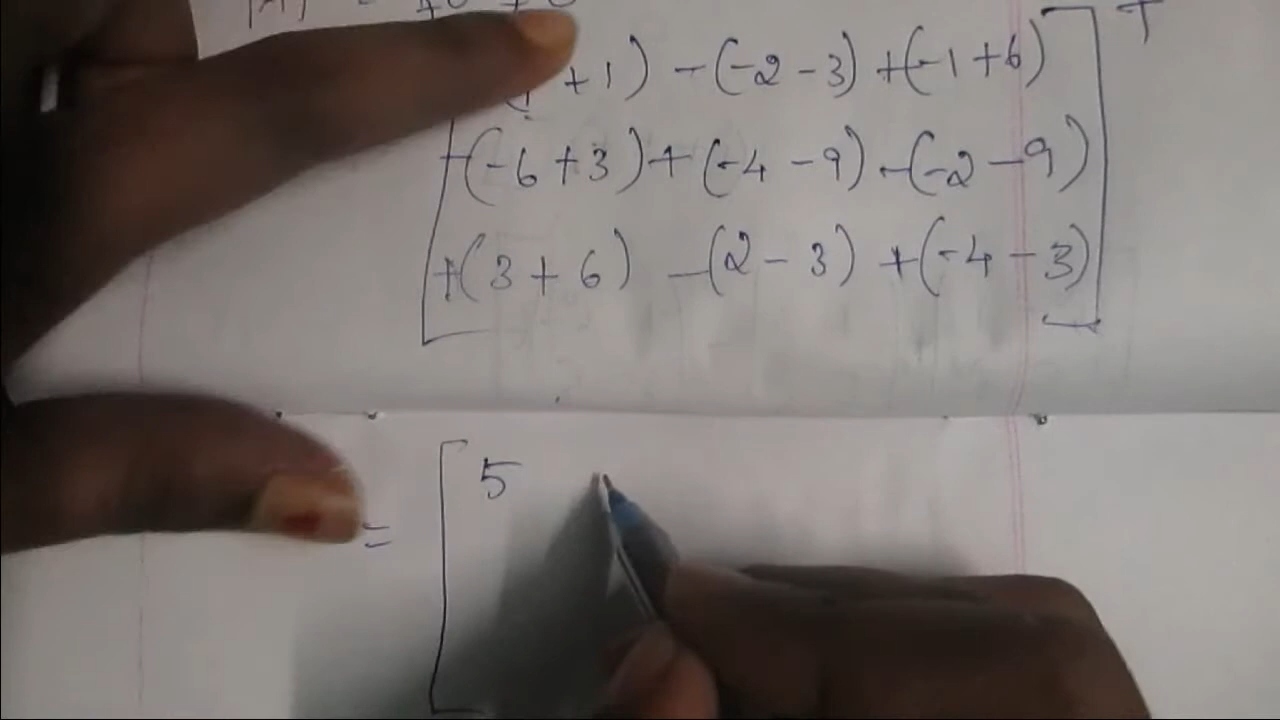 |A| =
+1) -(-2-3) +(-1+6) T
-(-6+3) +(-4-9) -(-2-9)
+(3+6) -(2-3) +(-4-3)
= [ 5